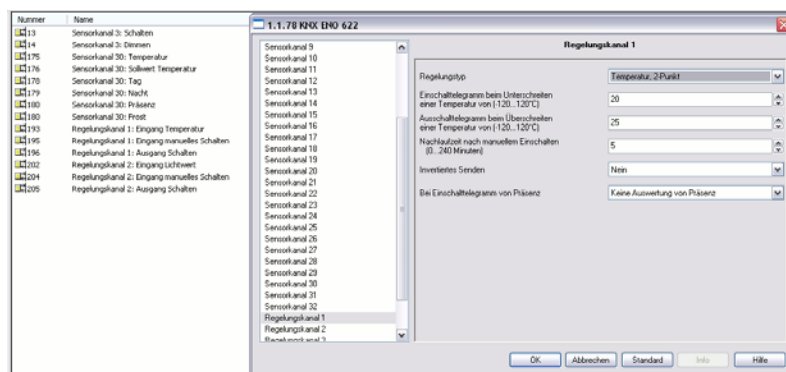 Nummer Name
13 Sensorkanal 3: Schalten
14 Sensorkanal 3: Dimmen
175 Sensorkanal 30: Temperatur
176 Sensorkanal 30: Sollwert Temperatur
178 Sensorkanal 30: Tag
179 Sensorkanal 30: Nacht
180 Sensorkanal 30: Präsenz
180 Sensorkanal 30: Frost
193 Regelungskanal 1: Eingang Temperatur
195 Regelungskanal 1: Eingang manuelles Schalten
196 Regelungskanal 1: Ausgang Schalten
202 Regelungskanal 2: Eingang Lichtwert
204 Regelungskanal 2: Eingang manuelles Schalten
205 Regelungskanal 2: Ausgang Schalten
1.1.78 KNX ENO 622
Sensorkanal 9
Sensorkanal 10
Sensorkanal 11
Sensorkanal 12
Sensorkanal 13
Sensorkanal 14
Sensorkanal 15
Sensorkanal 16
Sensorkanal 17
Sensorkanal 18
Sensorkanal 19
Sensorkanal 20
Sensorkanal 21
Sensorkanal 22
Sensorkanal 23
Sensorkanal 24
Sensorkanal 25
Sensorkanal 26
Sensorkanal 27
Sensorkanal 28
Sensorkanal 29
Sensorkanal 30
Sensorkanal 31
Sensorkanal 32
Regelungskanal 1
Regelungskanal 2
Regelungskanal 3
Regelungskanal 1
Regelungstyp Temperatur, 2-Punkt
Einschalttelegramm beim Unterschreiten
einer Temperatur von (-120...120°C) 20
Ausschalttelegramm beim Überschreiten
einer Temperatur von (-120...120°C) 25
Nachlaufzeit nach manuellem Einschalten
(0...240 Minuten) 5
Invertiertes Senden Nein
Bei Einschalttelegramm von Präsenz Keine Auswertung von Präsenz
OK Abbrechen Standard Info Hilfe